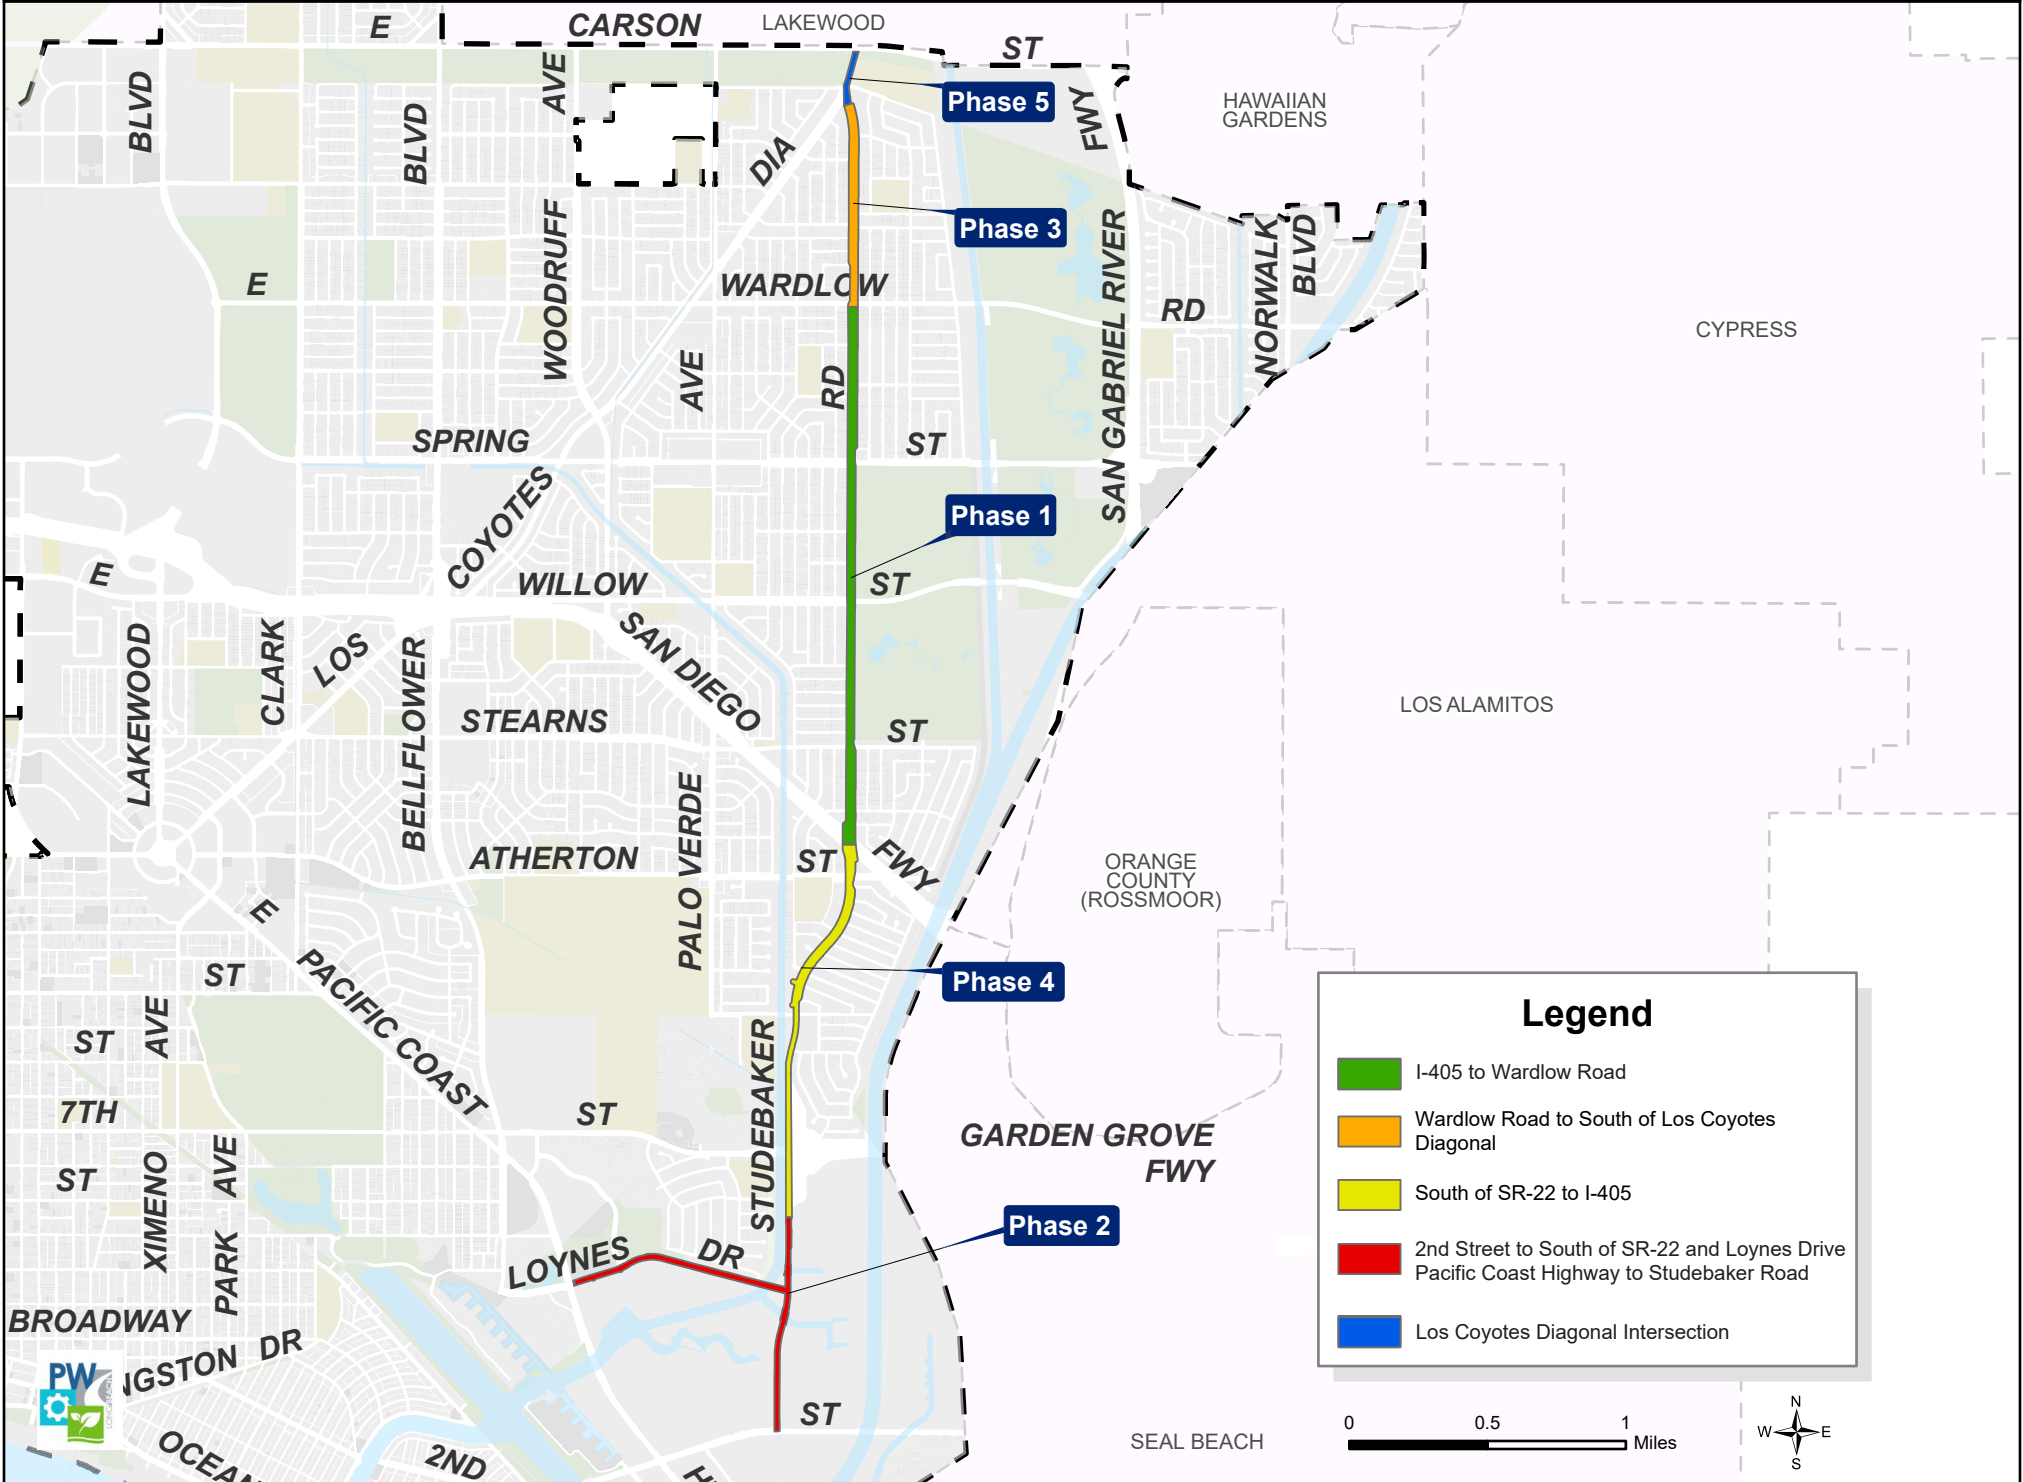 E
CARSON
LAKEWOOD
ST
BLVD
BLVD
AVE
DIA
Phase 5
FWY
HAWAIIAN
GARDENS
Phase 3
E
WOODRUFF
WARDLOW
SAN GABRIEL RIVER
RD
NORWALK
BLVD
CYPRESS
AVE
RD
SPRING
ST
COYOTES
Phase 1
E
WILLOW
ST
LAKEWOOD
CLARK
LOS
BELLFLOWER
SAN DIEGO
STEARNS
ST
LOS ALAMITOS
PALO VERDE
ATHERTON
ST
FWY
ORANGE
COUNTY
(ROSSMOOR)
E
PACIFIC COAST
ST
Phase 4
ST
AVE
STUDEBAKER
7TH
ST
GARDEN GROVE
FWY
ST
XIMENO
PARK AVE
LOYNES DR
Phase 2
BROADWAY
NGSTON DR
PW
LONG BEACH
ST
OCEAN
2ND
H
SEAL BEACH
Legend
I-405 to Wardlow Road
Wardlow Road to South of Los Coyotes
Diagonal
South of SR-22 to I-405
2nd Street to South of SR-22 and Loynes Drive
Pacific Coast Highway to Studebaker Road
Los Coyotes Diagonal Intersection
0 0.5 1
Miles
N
W E
S